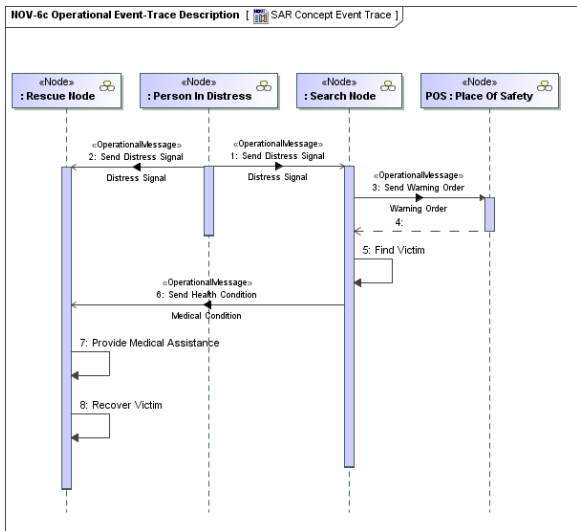 NOV-6c Operational Event-Trace Description [ SAR Concept Event Trace ]
«Node»
: Rescue Node
«Node»
: Person In Distress
«Node»
: Search Node
«Node»
POS : Place Of Safety
«OperationalMessage»
2: Send Distress Signal
Distress Signal
«OperationalMessage»
1: Send Distress Signal
Distress Signal
«OperationalMessage»
3: Send Warning Order
Warning Order
4:
5: Find Victim
«OperationalMessage»
6: Send Health Condition
Medical Condition
7: Provide Medical Assistance
8: Recover Victim